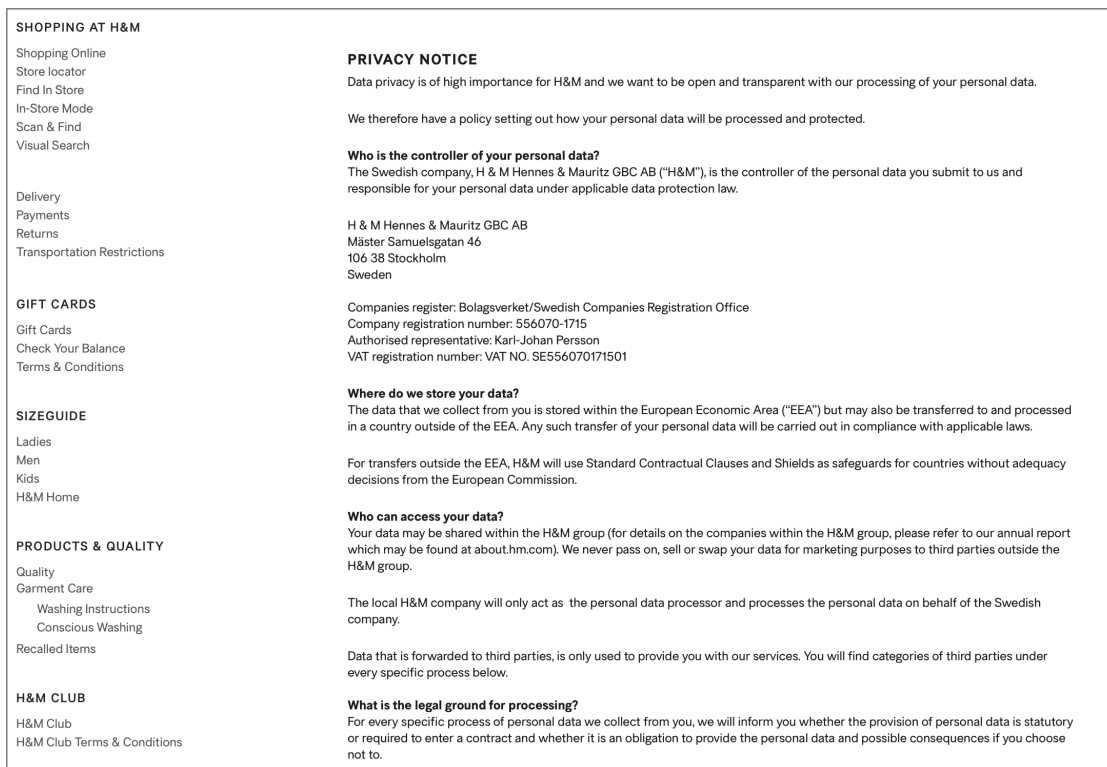 SHOPPING AT H&M
Shopping Online
Store locator
Find In Store
In-Store Mode
Scan & Find
Visual Search
Delivery
Payments
Returns
Transportation Restrictions
GIFT CARDS
Gift Cards
Check Your Balance
Terms & Conditions
SIZEGUIDE
Ladies
Men
Kids
H&M Home
PRODUCTS & QUALITY
Quality
Garment Care
Washing Instructions
Conscious Washing
Recalled Items
H&M CLUB
H&M Club
H&M Club Terms & Conditions
PRIVACY NOTICE
Data privacy is of high importance for H&M and we want to be open and transparent with our processing of your personal data.
We therefore have a policy setting out how your personal data will be processed and protected.
Who is the controller of your personal data?
The Swedish company, H & M Hennes & Mauritz GBC AB (“H&M”), is the controller of the personal data you submit to us and
responsible for your personal data under applicable data protection law.
H & M Hennes & Mauritz GBC AB
Mäster Samuelsgatan 46
106 38 Stockholm
Sweden
Companies register: Bolagsverket/Swedish Companies Registration Office
Company registration number: 556070-1715
Authorised representative: Karl-Johan Persson
VAT registration number: VAT NO. SE556070171501
Where do we store your data?
The data that we collect from you is stored within the European Economic Area (“EEA”) but may also be transferred to and processed
in a country outside of the EEA. Any such transfer of your personal data will be carried out in compliance with applicable laws.
For transfers outside the EEA, H&M will use Standard Contractual Clauses and Shields as safeguards for countries without adequacy
decisions from the European Commission.
Who can access your data?
Your data may be shared within the H&M group (for details on the companies within the H&M group, please refer to our annual report
which may be found at about.hm.com). We never pass on, sell or swap your data for marketing purposes to third parties outside the
H&M group.
The local H&M company will only act as  the personal data processor and processes the personal data on behalf of the Swedish
company.
Data that is forwarded to third parties, is only used to provide you with our services. You will find categories of third parties under
every specific process below.
What is the legal ground for processing?
For every specific process of personal data we collect from you, we will inform you whether the provision of personal data is statutory
or required to enter a contract and whether it is an obligation to provide the personal data and possible consequences if you choose
not to.